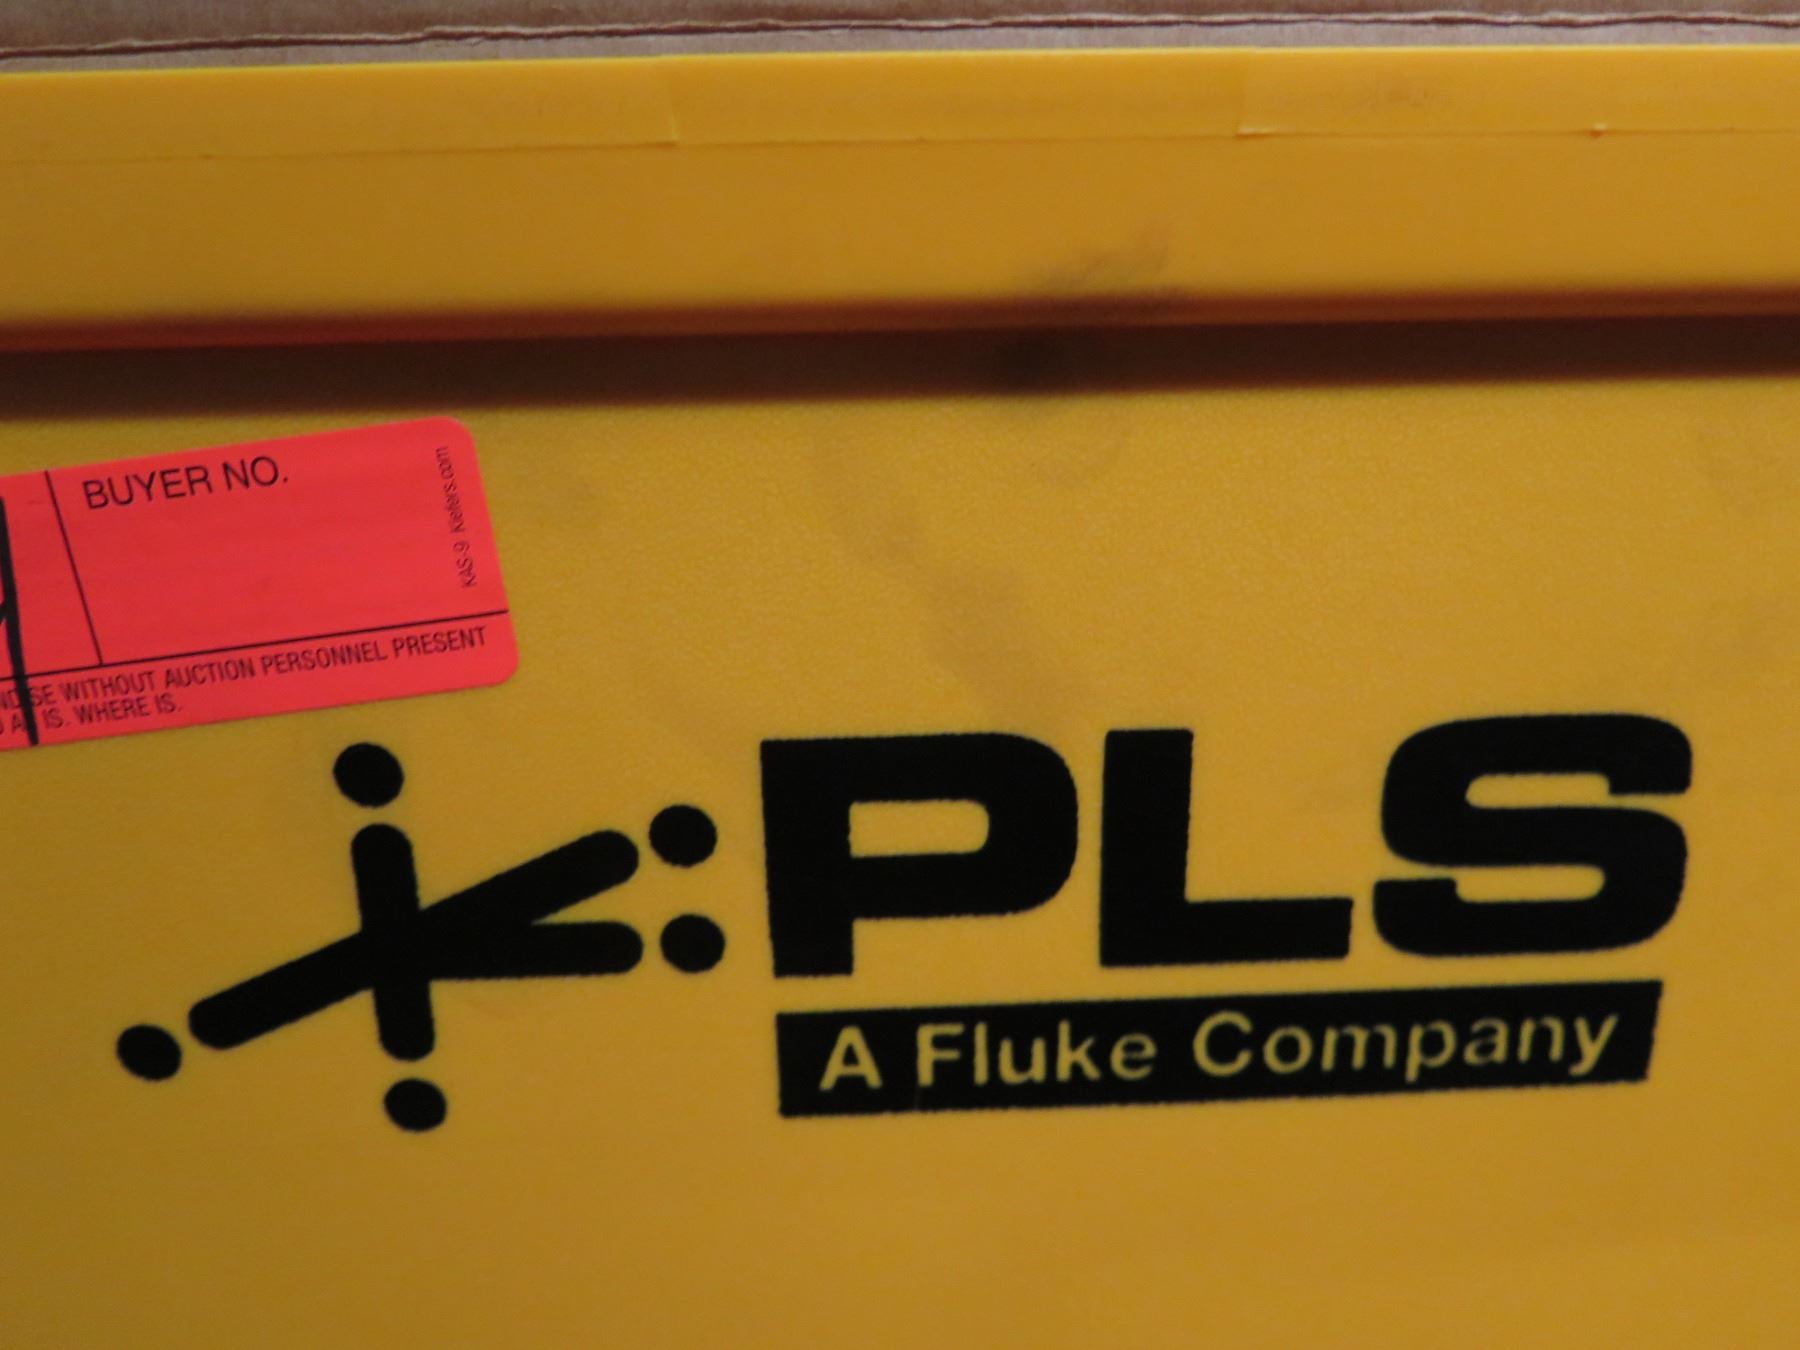 BUYER NO.
KAS-9 Kiefers.com
SE WITHOUT AUCTION PERSONNEL PRESENT
IS. WHERE IS.
PLS
A Fluke Company